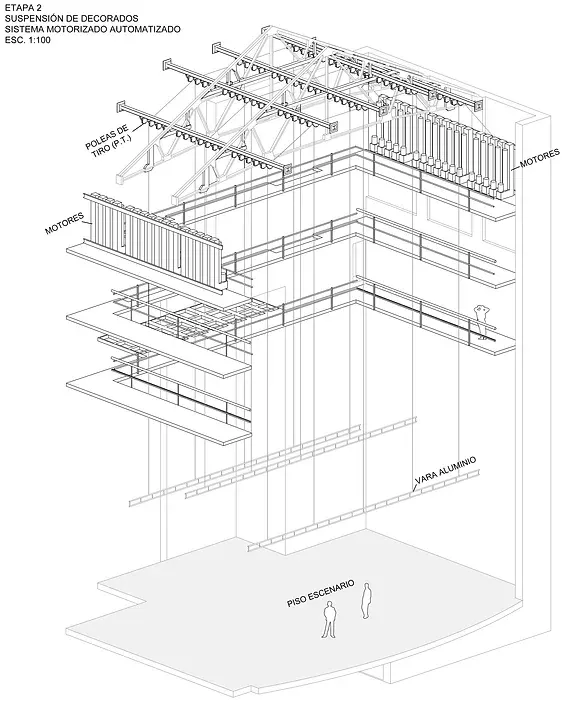 ETAPA 2
SUSPENSIÓN DE DECORADOS
SISTEMA MOTORIZADO AUTOMATIZADO
ESC. 1:100
POLEAS DE
TIRO (P.T.)
MOTORES
MOTORES
VARA ALUMINIO
PISO ESCENARIO